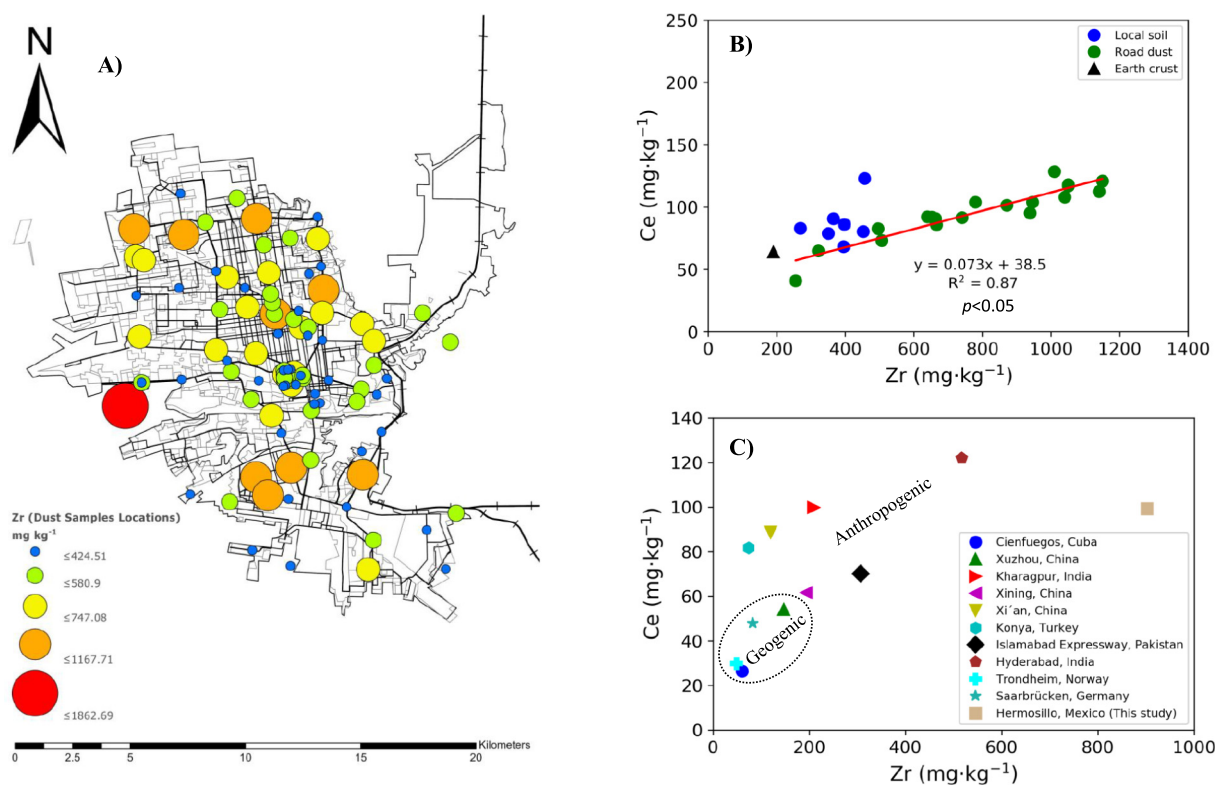 N
A)
Zr (Dust Samples Locations)
mg kg⁻¹
≤424.51
≤580.9
≤747.08
≤1167.71
≤1862.69
0 2.5 5 10 15 20 Kilometers
B)
Local soil
Road dust
Earth crust
y = 0.073x + 38.5
R² = 0.87
p<0.05
Ce (mg·kg⁻¹)
250
200
150
100
50
0
0 200 400 600 800 1000 1200 1400
Zr (mg·kg⁻¹)
C)
Anthropogenic
Geogenic
Cienfuegos, Cuba
Xuzhou, China
Kharagpur, India
Xining, China
Xi´an, China
Konya, Turkey
Islamabad Expressway, Pakistan
Hyderabad, India
Trondheim, Norway
Saarbrücken, Germany
Hermosillo, Mexico (This study)
Ce (mg·kg⁻¹)
140
120
100
80
60
40
20
0
0 200 400 600 800 1000
Zr (mg·kg⁻¹)